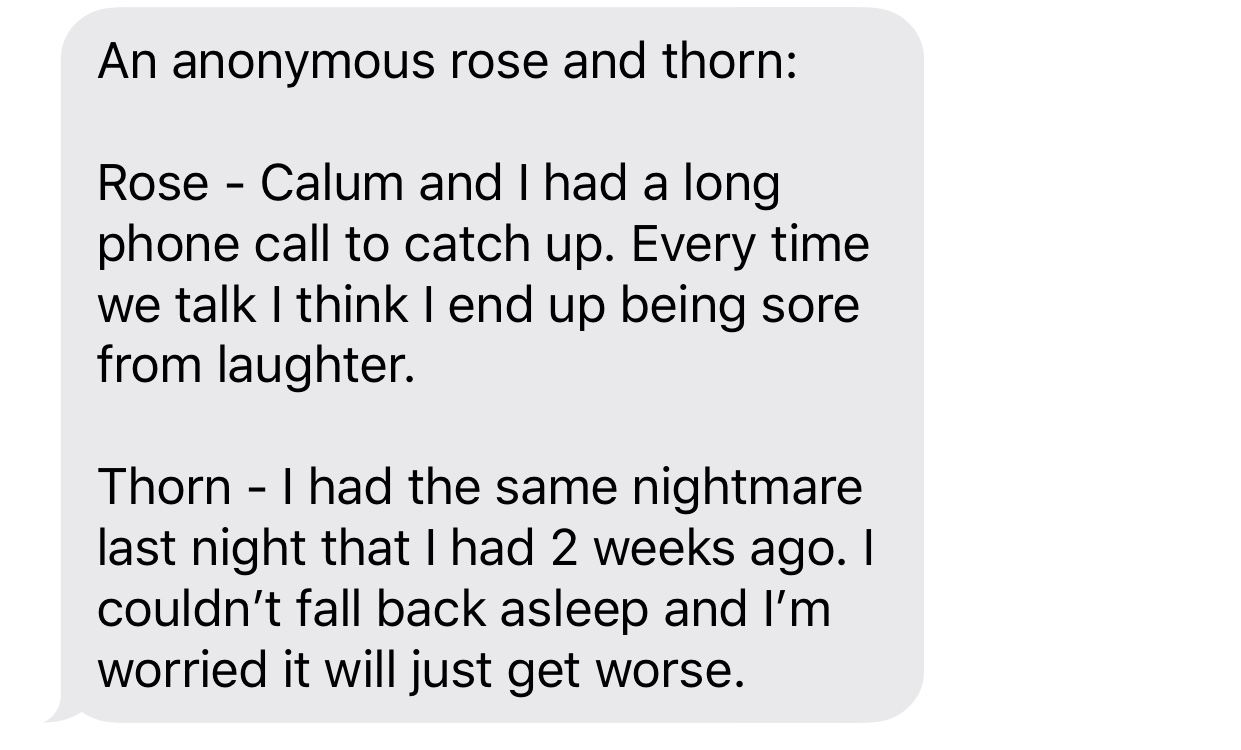 An anonymous rose and thorn:
Rose - Calum and I had a long
phone call to catch up. Every time
we talk I think I end up being sore
from laughter.
Thorn - I had the same nightmare
last night that I had 2 weeks ago. I
couldn’t fall back asleep and I’m
worried it will just get worse.